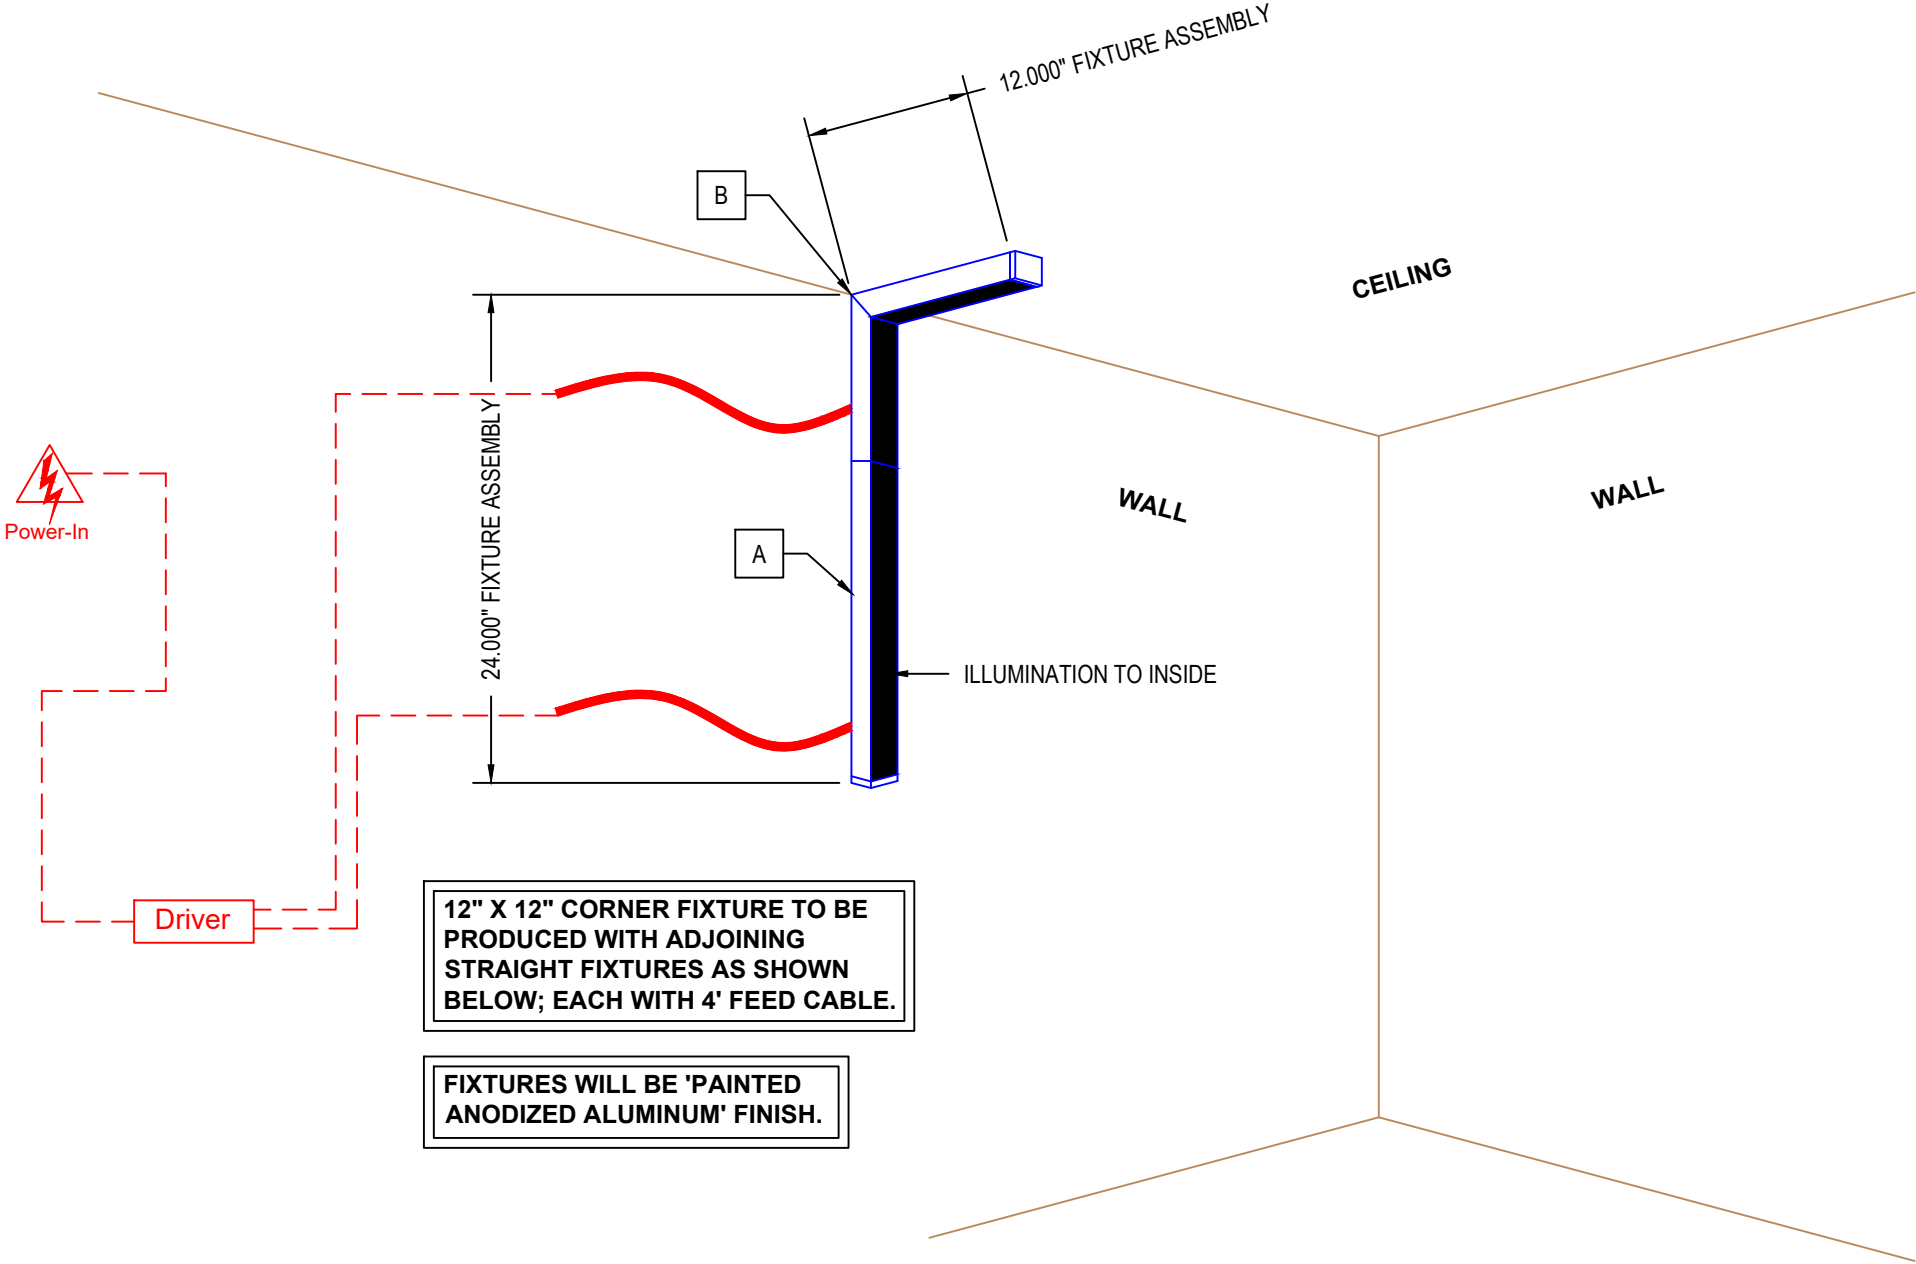 12.000" FIXTURE ASSEMBLY
B
CEILING
24.000" FIXTURE ASSEMBLY
WALL
WALL
Power-In
A
ILLUMINATION TO INSIDE
Driver
12" X 12" CORNER FIXTURE TO BE
PRODUCED WITH ADJOINING
STRAIGHT FIXTURES AS SHOWN
BELOW; EACH WITH 4' FEED CABLE.
FIXTURES WILL BE 'PAINTED
ANODIZED ALUMINUM' FINISH.